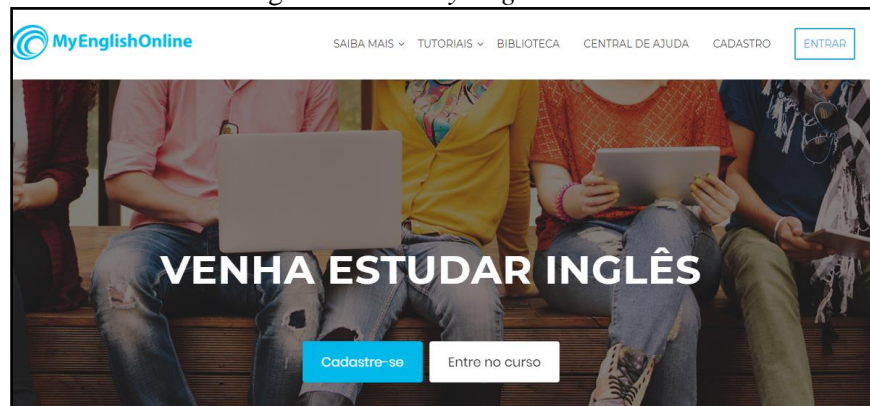 MyEnglishOnline
SAIBA MAIS TUTORIAIS BIBLIOTECA CENTRAL DE AJUDA CADASTRO ENTRAR
VENHA ESTUDAR INGLÊS
Cadastre-se Entre no curso